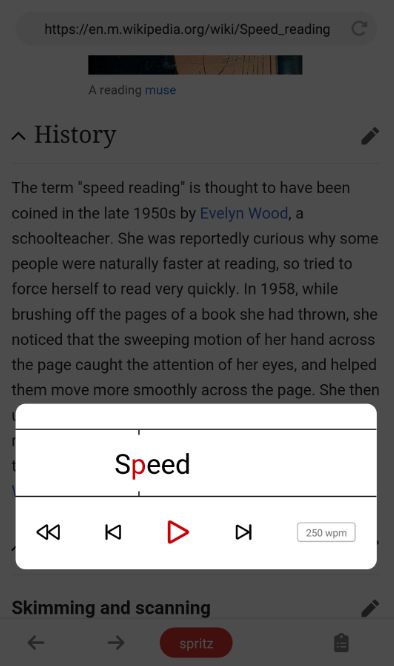 https://en.m.wikipedia.org/wiki/Speed_reading
A reading muse
History
The term "speed reading" is thought to have been
coined in the late 1950s by Evelyn Wood, a
schoolteacher. She was reportedly curious why some
people were naturally faster at reading, so tried to
force herself to read very quickly. In 1958, while
brushing off the pages of a book she had thrown, she
noticed that the sweeping motion of her hand across
the page caught the attention of her eyes, and helped
them move more smoothly across the page. She then
Speed
250 wpm
Skimming and scanning
spritz